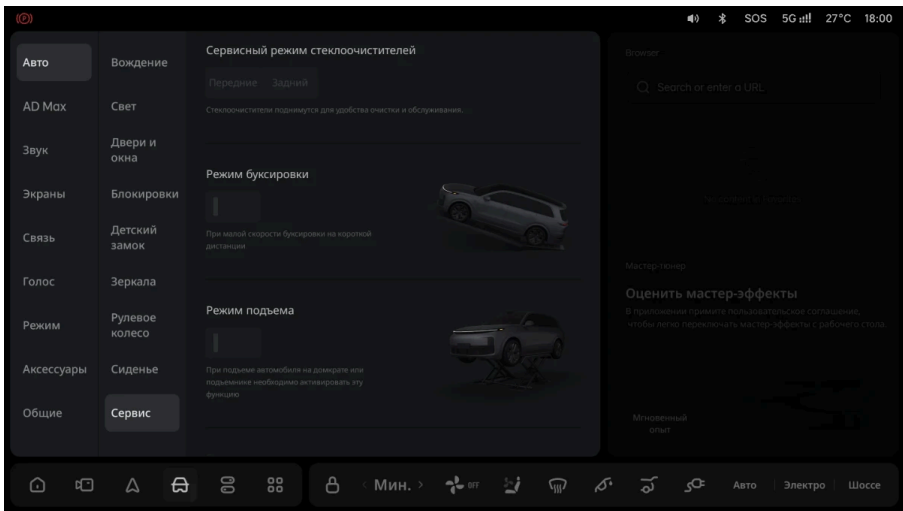 (P)
SOS
5G
27°C
18:00
Авто
AD Max
Звук
Экраны
Связь
Голос
Режим
Аксессуары
Общие
Вождение
Свет
Двери и
окна
Блокировки
Детский
замок
Зеркала
Рулевое
колесо
Сиденье
Сервис
Сервисный режим стеклоочистителей
Передние Задний
Стеклоочистители поднимутся для удобства очистки и обслуживания.
Режим буксировки
При малой скорости буксировки на короткой
дистанции
Режим подъема
При подъеме автомобиля на домкрате или
подъемнике необходимо активировать эту
функцию
Browser
Search or enter a URL
Мастер-тюнер
Оценить мастер-эффекты
В приложении примите пользовательское соглашение,
чтобы легко переключать мастер-эффекты с рабочего стола.
Мгновенный
опыт
Мин.
OFF
Авто
Электро
Шоссе